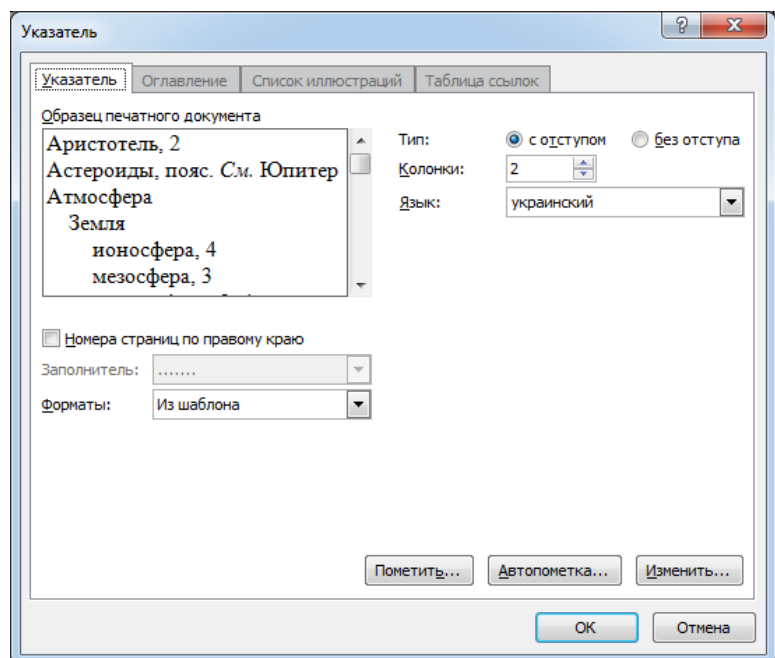 Указатель
Указатель Оглавление Список иллюстраций Таблица ссылок
Образец печатного документа
Аристотель, 2
Астероиды, пояс. См. Юпитер
Атмосфера
Земля
ионосфера, 4
мезосфера, 3
Тип: с отступом без отступа
Колонки: 2
Язык: украинский
Номера страниц по правому краю
Заполнитель: .......
Форматы: Из шаблона
Пометить... Автопометка... Изменить...
ОК Отмена